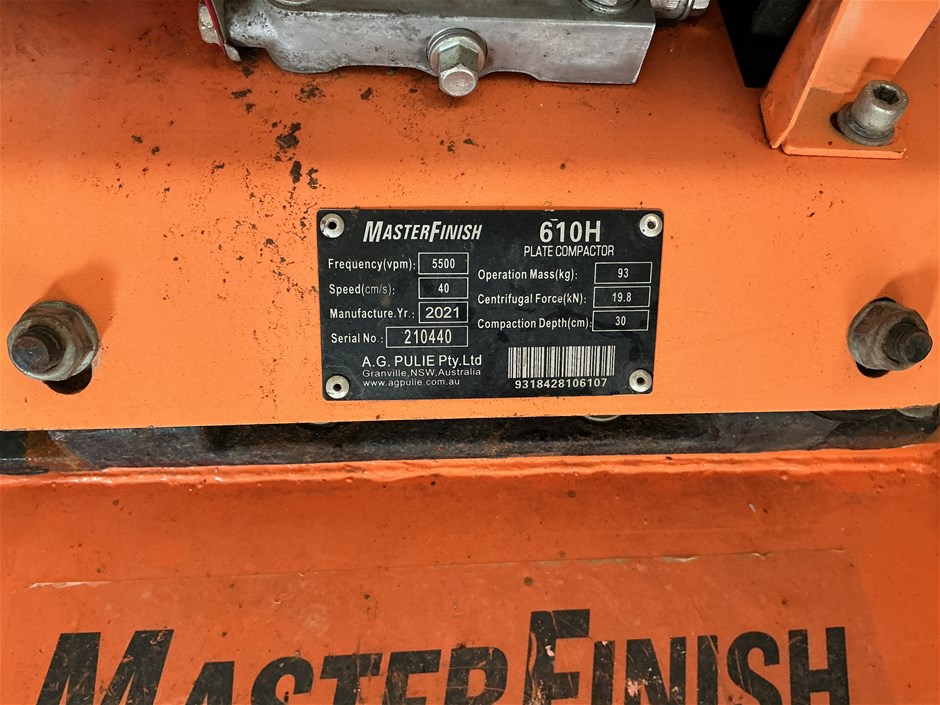 MASTERFINISH 610H
PLATE COMPACTOR
Frequency(vpm): 5500
Speed(cm/s): 40
Manufacture.Yr.: 2021
Serial No.: 210440
Operation Mass(kg): 93
Centrifugal Force(kN): 19.8
Compaction Depth(cm): 30
A.G. PULIE Pty.Ltd
Granville,NSW,Australia
www.agpulie.com.au
9318428106107
MASTERFINISH